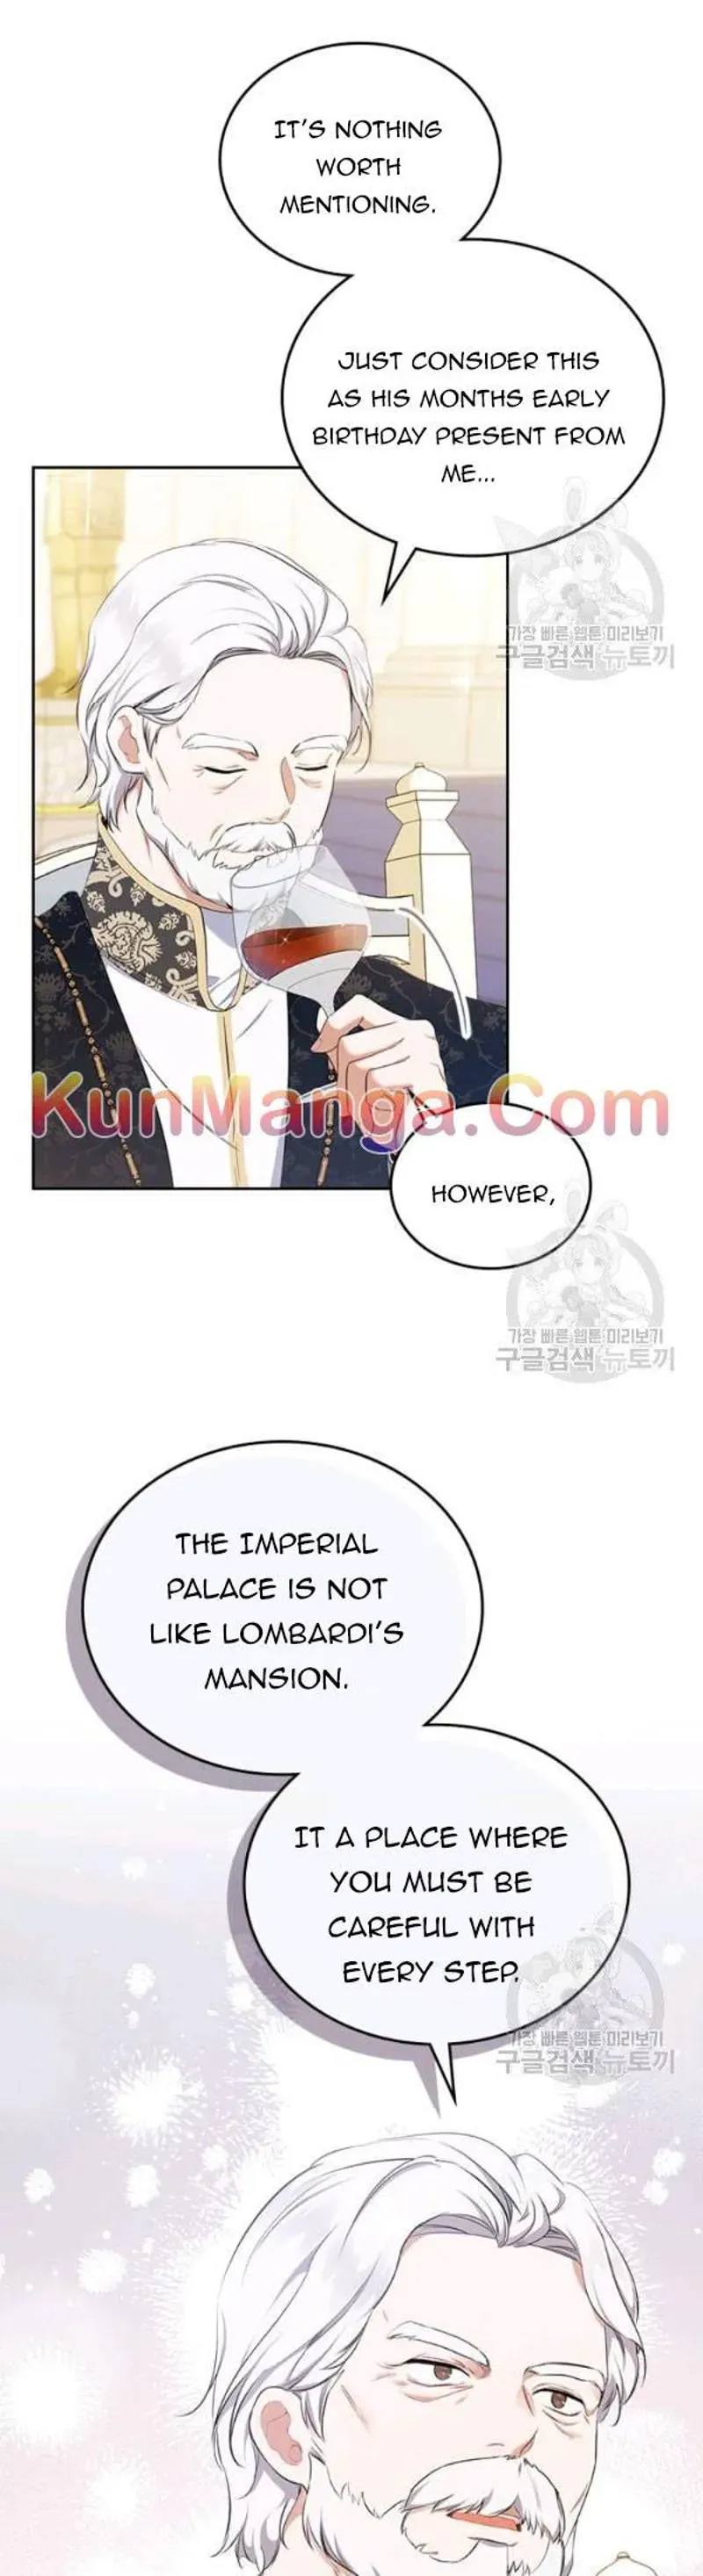 IT'S NOTHING
WORTH
MENTIONING.
JUST CONSIDER THIS
AS HIS MONTHS EARLY
BIRTHDAY PRESENT FROM
ME...
가장 빠른 웹툰 미리보기
구글검색 뉴토끼
KunManga.Com
HOWEVER,
가장 빠른 웹툰 미리보기
구글검색 뉴토끼
THE IMPERIAL
PALACE IS NOT
LIKE LOMBARDI'S
MANSION.
IT A PLACE WHERE
YOU MUST BE
CAREFUL WITH
EVERY STEP.
가장 빠른 웹툰 미리보기
구글검색 뉴토끼